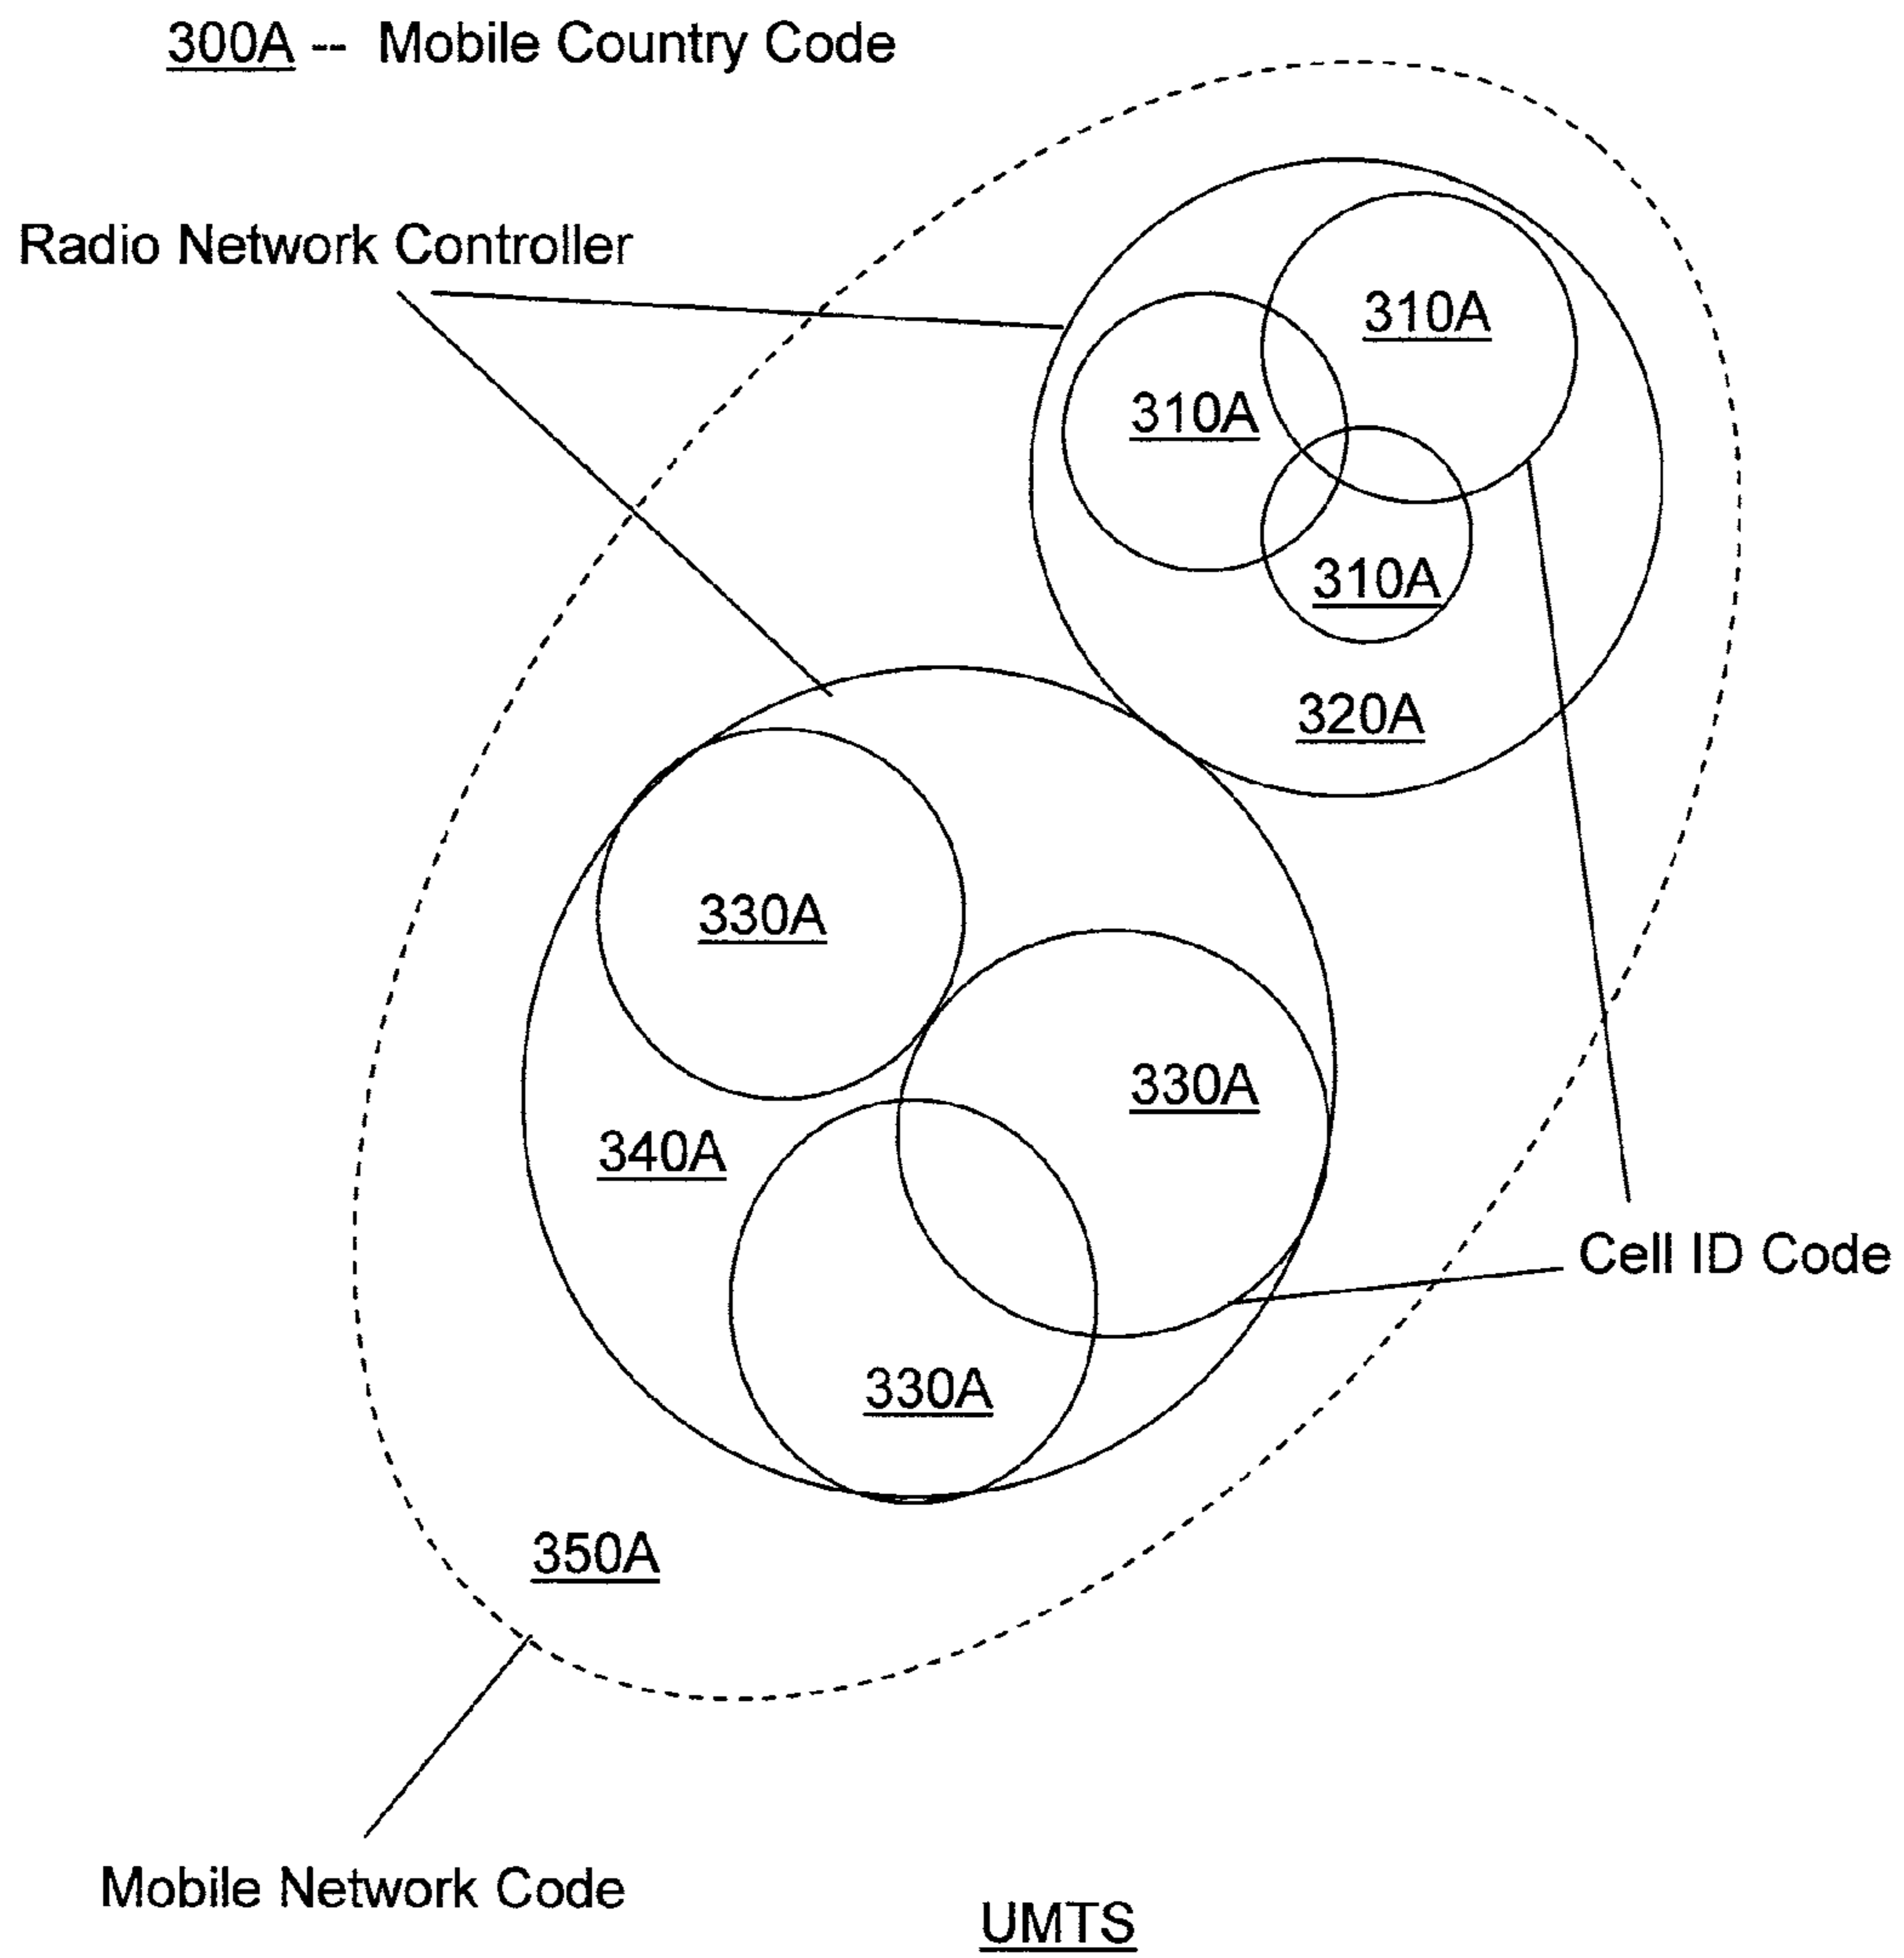 300A -- Mobile Country Code
Radio Network Controller
310A
310A
310A
320A
330A
330A
340A
Cell ID Code
330A
350A
Mobile Network Code
UMTS